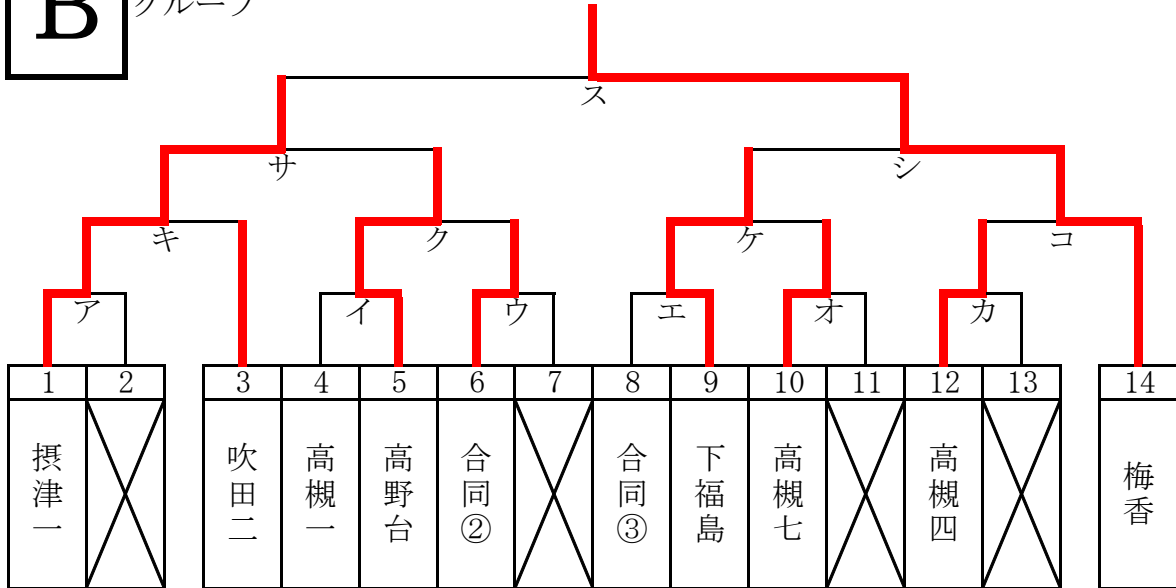 B
グループ
ス
サ
シ
キ
ク
ケ
コ
ア
イ
ウ
エ
オ
カ
1 2 3 4 5 6 7 8 9 10 11 12 13 14
摂津一
吹田二
高槻一
高野台
合同②
合同③
下福島
高槻七
高槻四
梅香